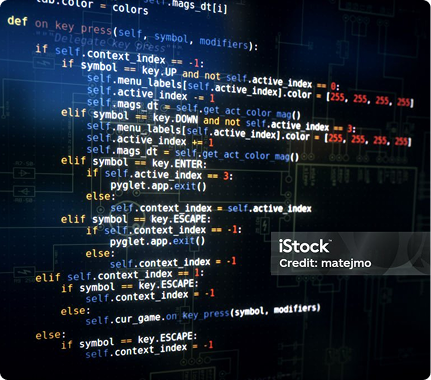 lab.color = colors
self.mags_dt[i]
def on_key_press(self, symbol, modifiers):
"""Delegate key press"""
if self.context_index == -1:
if symbol == key.UP and not self.active_index == 0:
self.menu_labels[self.active_index].color = [255, 255, 255, 255]
self.active_index -= 1
self.mags_dt = self.get_act_color_mag()
elif symbol == key.DOWN and not self.active_index == 3:
self.menu_labels[self.active_index].color = [255, 255, 255, 255]
self.active_index += 1
self.mags_dt = self.get_act_color_mag()
elif symbol == key.ENTER:
if self.active_index == 3:
pyglet.app.exit()
else:
self.context_index = self.active_index
elif symbol == key.ESCAPE:
if self.context_index == -1:
pyglet.app.exit()
else:
self.context_index = -1
elif self.context_index == 1:
if symbol == key.ESCAPE:
self.context_index = -1
else:
self.cur_game.on_key_press(symbol, modifiers)
else:
if symbol == key.ESCAPE:
self.context_index = -1
iStock
Credit: matejmo